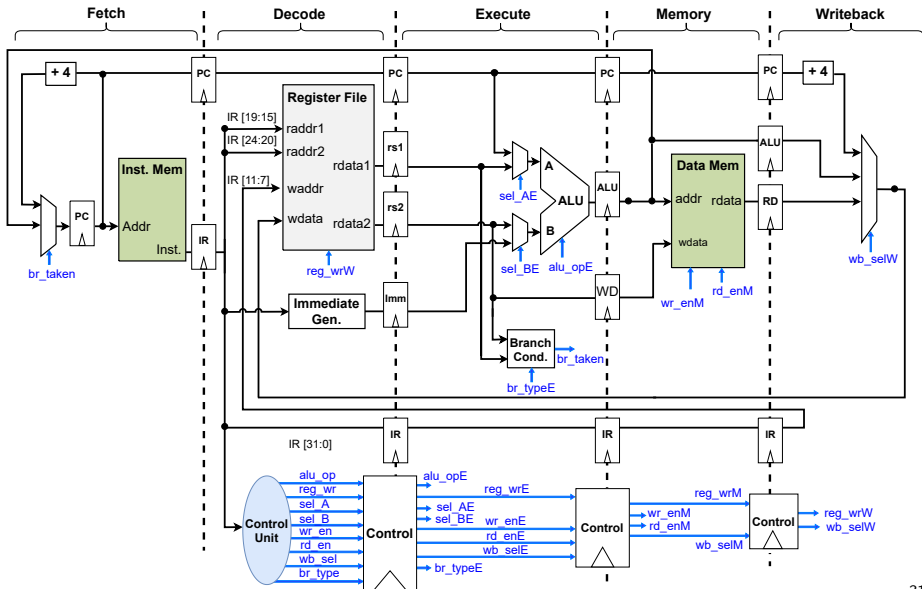 Fetch
Decode
Execute
Memory
Writeback
+ 4
PC
PC
PC
PC
+ 4
Register File
IR [19:15]
raddr1
IR [24:20]
raddr2
rdata1
IR [11:7]
waddr
wdata
rdata2
reg_wrW
rs1
rs2
Inst. Mem
Addr
Inst.
PC
br_taken
IR
Immediate
Gen.
Imm
A
sel_AE
ALU
B
sel_BE
alu_opE
ALU
WD
Branch
Cond.
br_taken
br_typeE
Data Mem
addr
rdata
wdata
wr_enM
rd_enM
ALU
RD
wb_selW
IR [31:0]
IR
IR
IR
Control
Unit
alu_op
reg_wr
sel_A
sel_B
wr_en
rd_en
wb_sel
br_type
Control
alu_opE
reg_wrE
sel_AE
sel_BE
wr_enE
rd_enE
wb_selE
br_typeE
Control
reg_wrM
wr_enM
rd_enM
wb_selM
Control
reg_wrW
wb_selW